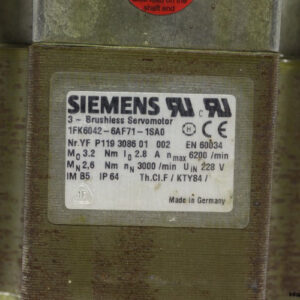 shaft end
SIEMENS
3 - Brushless Servomotor
1FK6042-6AF71-1SA0
Nr.YF P119 3086 01 002 EN 60034
M0 3.2 Nm I0 2.8 A nmax 6200 /min
MN 2,6 Nm nN 3000 /min UIN 228 V
IM B5 IP 64 Th.Cl.F / KTY84 /
Made in Germany